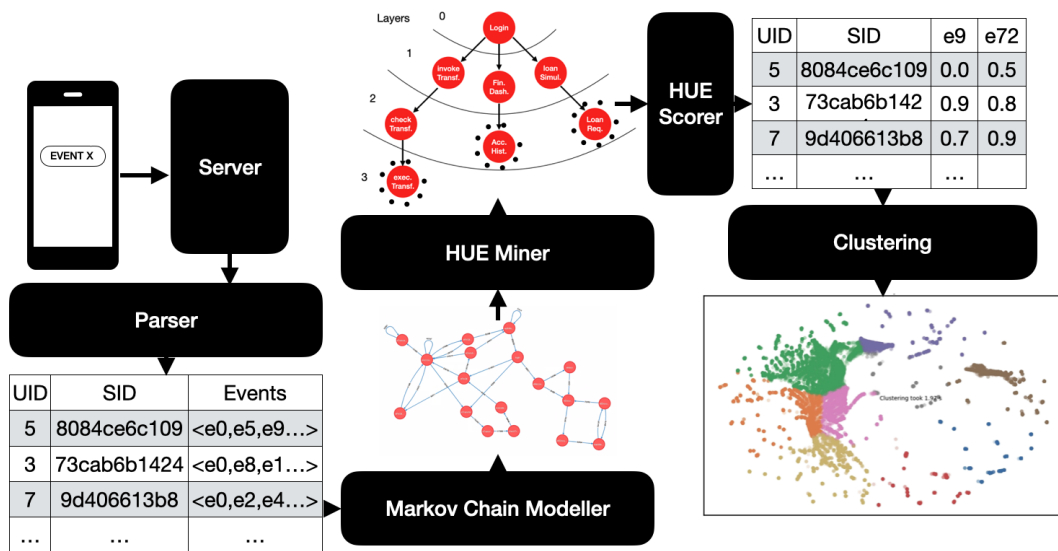 EVENT X
Server
Parser
UID SID Events
5 8084ce6c109 <e0,e5,e9...>
3 73cab6b1424 <e0,e8,e1...>
7 9d406613b8 <e0,e2,e4...>
... ... ...
Markov Chain Modeller
HUE Miner
Layers 0
1
2
3
Login
invoke
Transf.
Fin.
Dash.
loan
Simul.
check
Transf.
Acc.
Hist.
Loan
Req.
exec.
Transf.
HUE
Scorer
UID SID e9 e72
5 8084ce6c109 0.0 0.5
3 73cab6b142 0.9 0.8
7 9d406613b8 0.7 0.9
... ... ...
Clustering
Clustering took